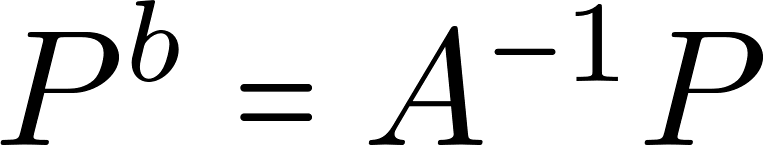 P^b = A^{-1} P